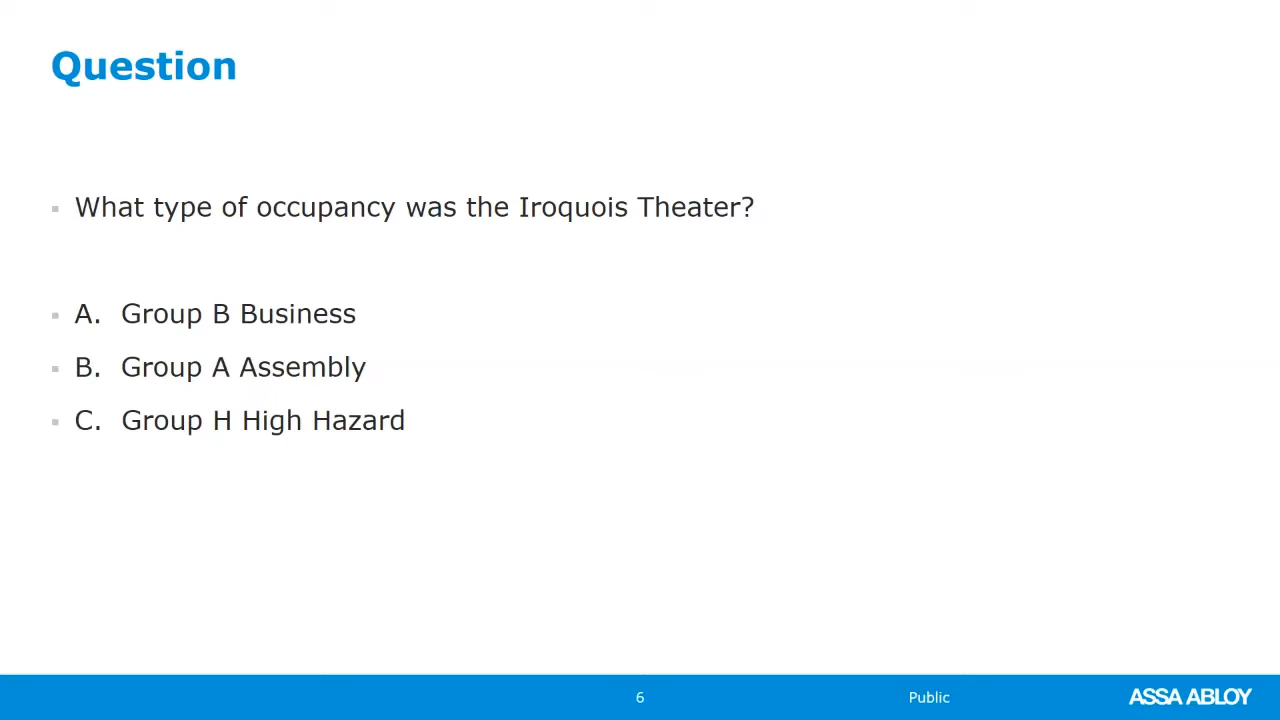 Question
What type of occupancy was the Iroquois Theater?
A. Group B Business
B. Group A Assembly
C. Group H High Hazard
6
Public
ASSA ABLOY